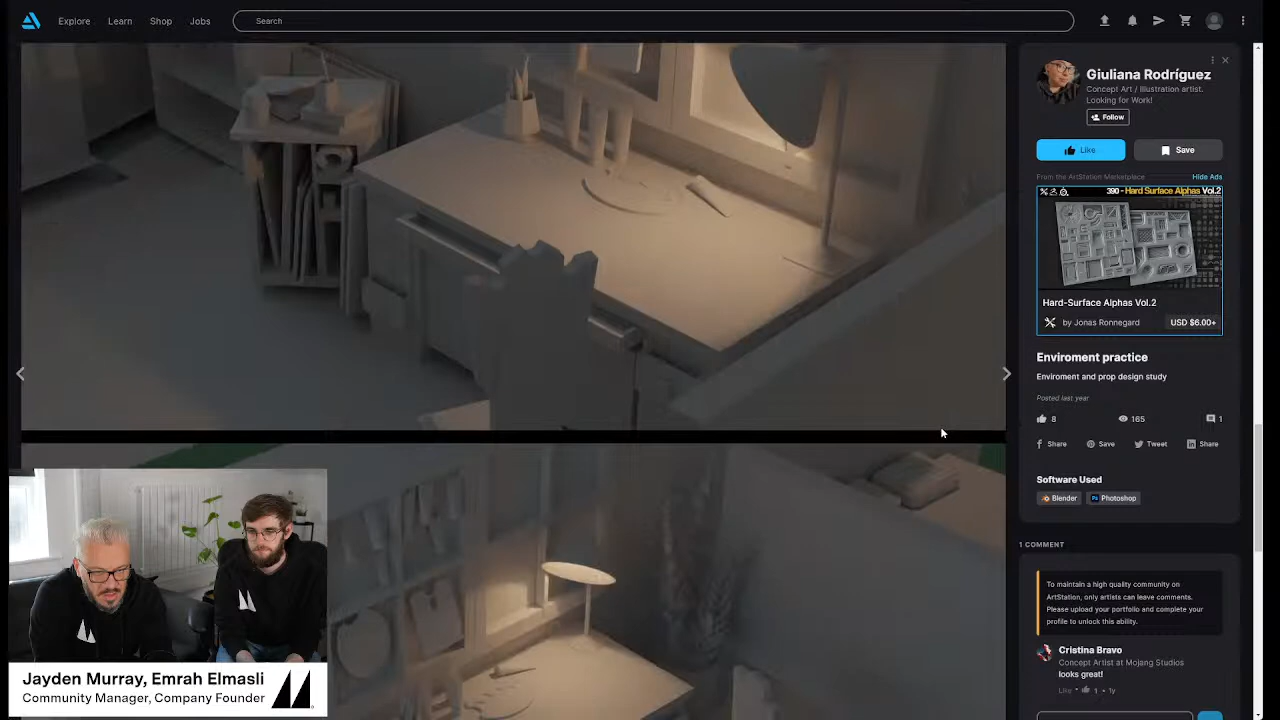 Explore
Learn
Shop
Jobs
Search
Giuliana Rodríguez
Concept Art / Illustration artist.
Looking for Work!
Follow
Like
Save
From the ArtStation Marketplace
Hide Ads
390 - Hard Surface Alphas Vol.2
Hard-Surface Alphas Vol.2
by Jonas Ronnegard
USD $6.00+
Enviroment practice
Enviroment and prop design study
Posted last year
8
165
1
Share
Save
Tweet
Share
Software Used
Blender
Ps Photoshop
1 COMMENT
To maintain a high quality community on
ArtStation, only artists can leave comments.
Please upload your portfolio and complete your
profile to unlock this ability.
Cristina Bravo
Concept Artist at Mojang Studios
looks great!
Like • 1 • 1y
Jayden Murray, Emrah Elmasli
Community Manager, Company Founder